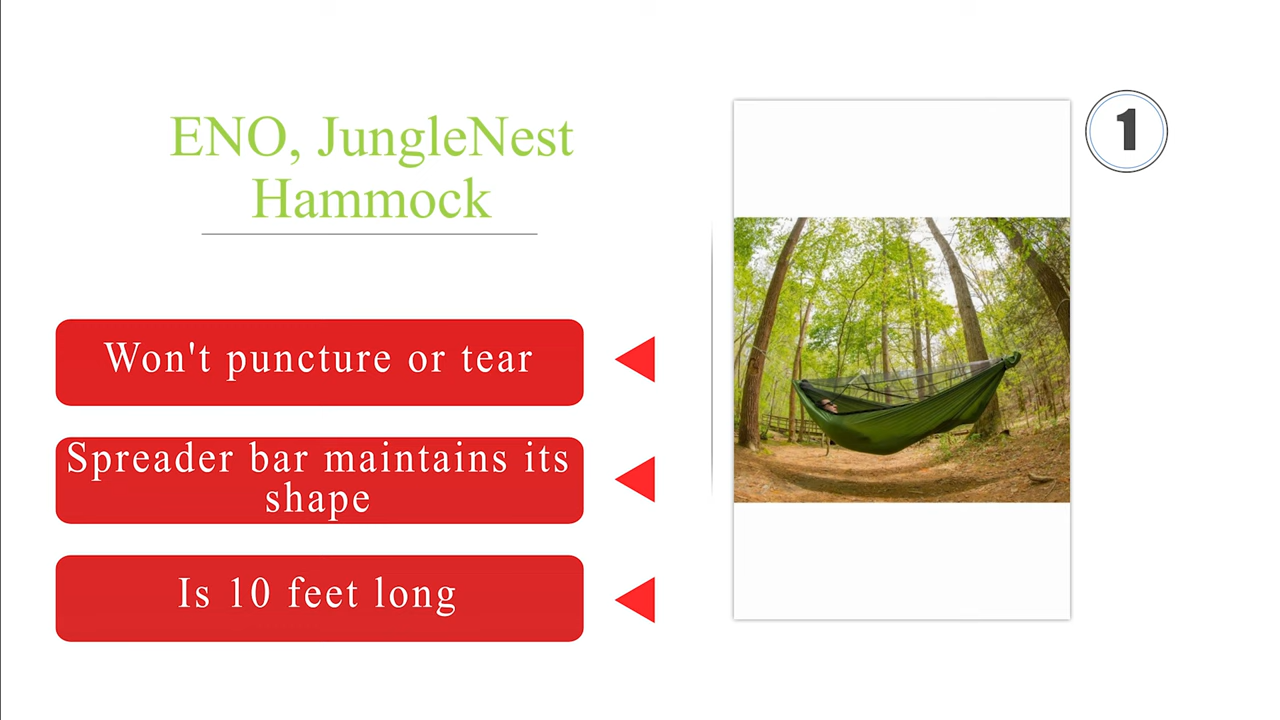 ENO, JungleNest
Hammock
1
Won't puncture or tear
Spreader bar maintains its
shape
Is 10 feet long